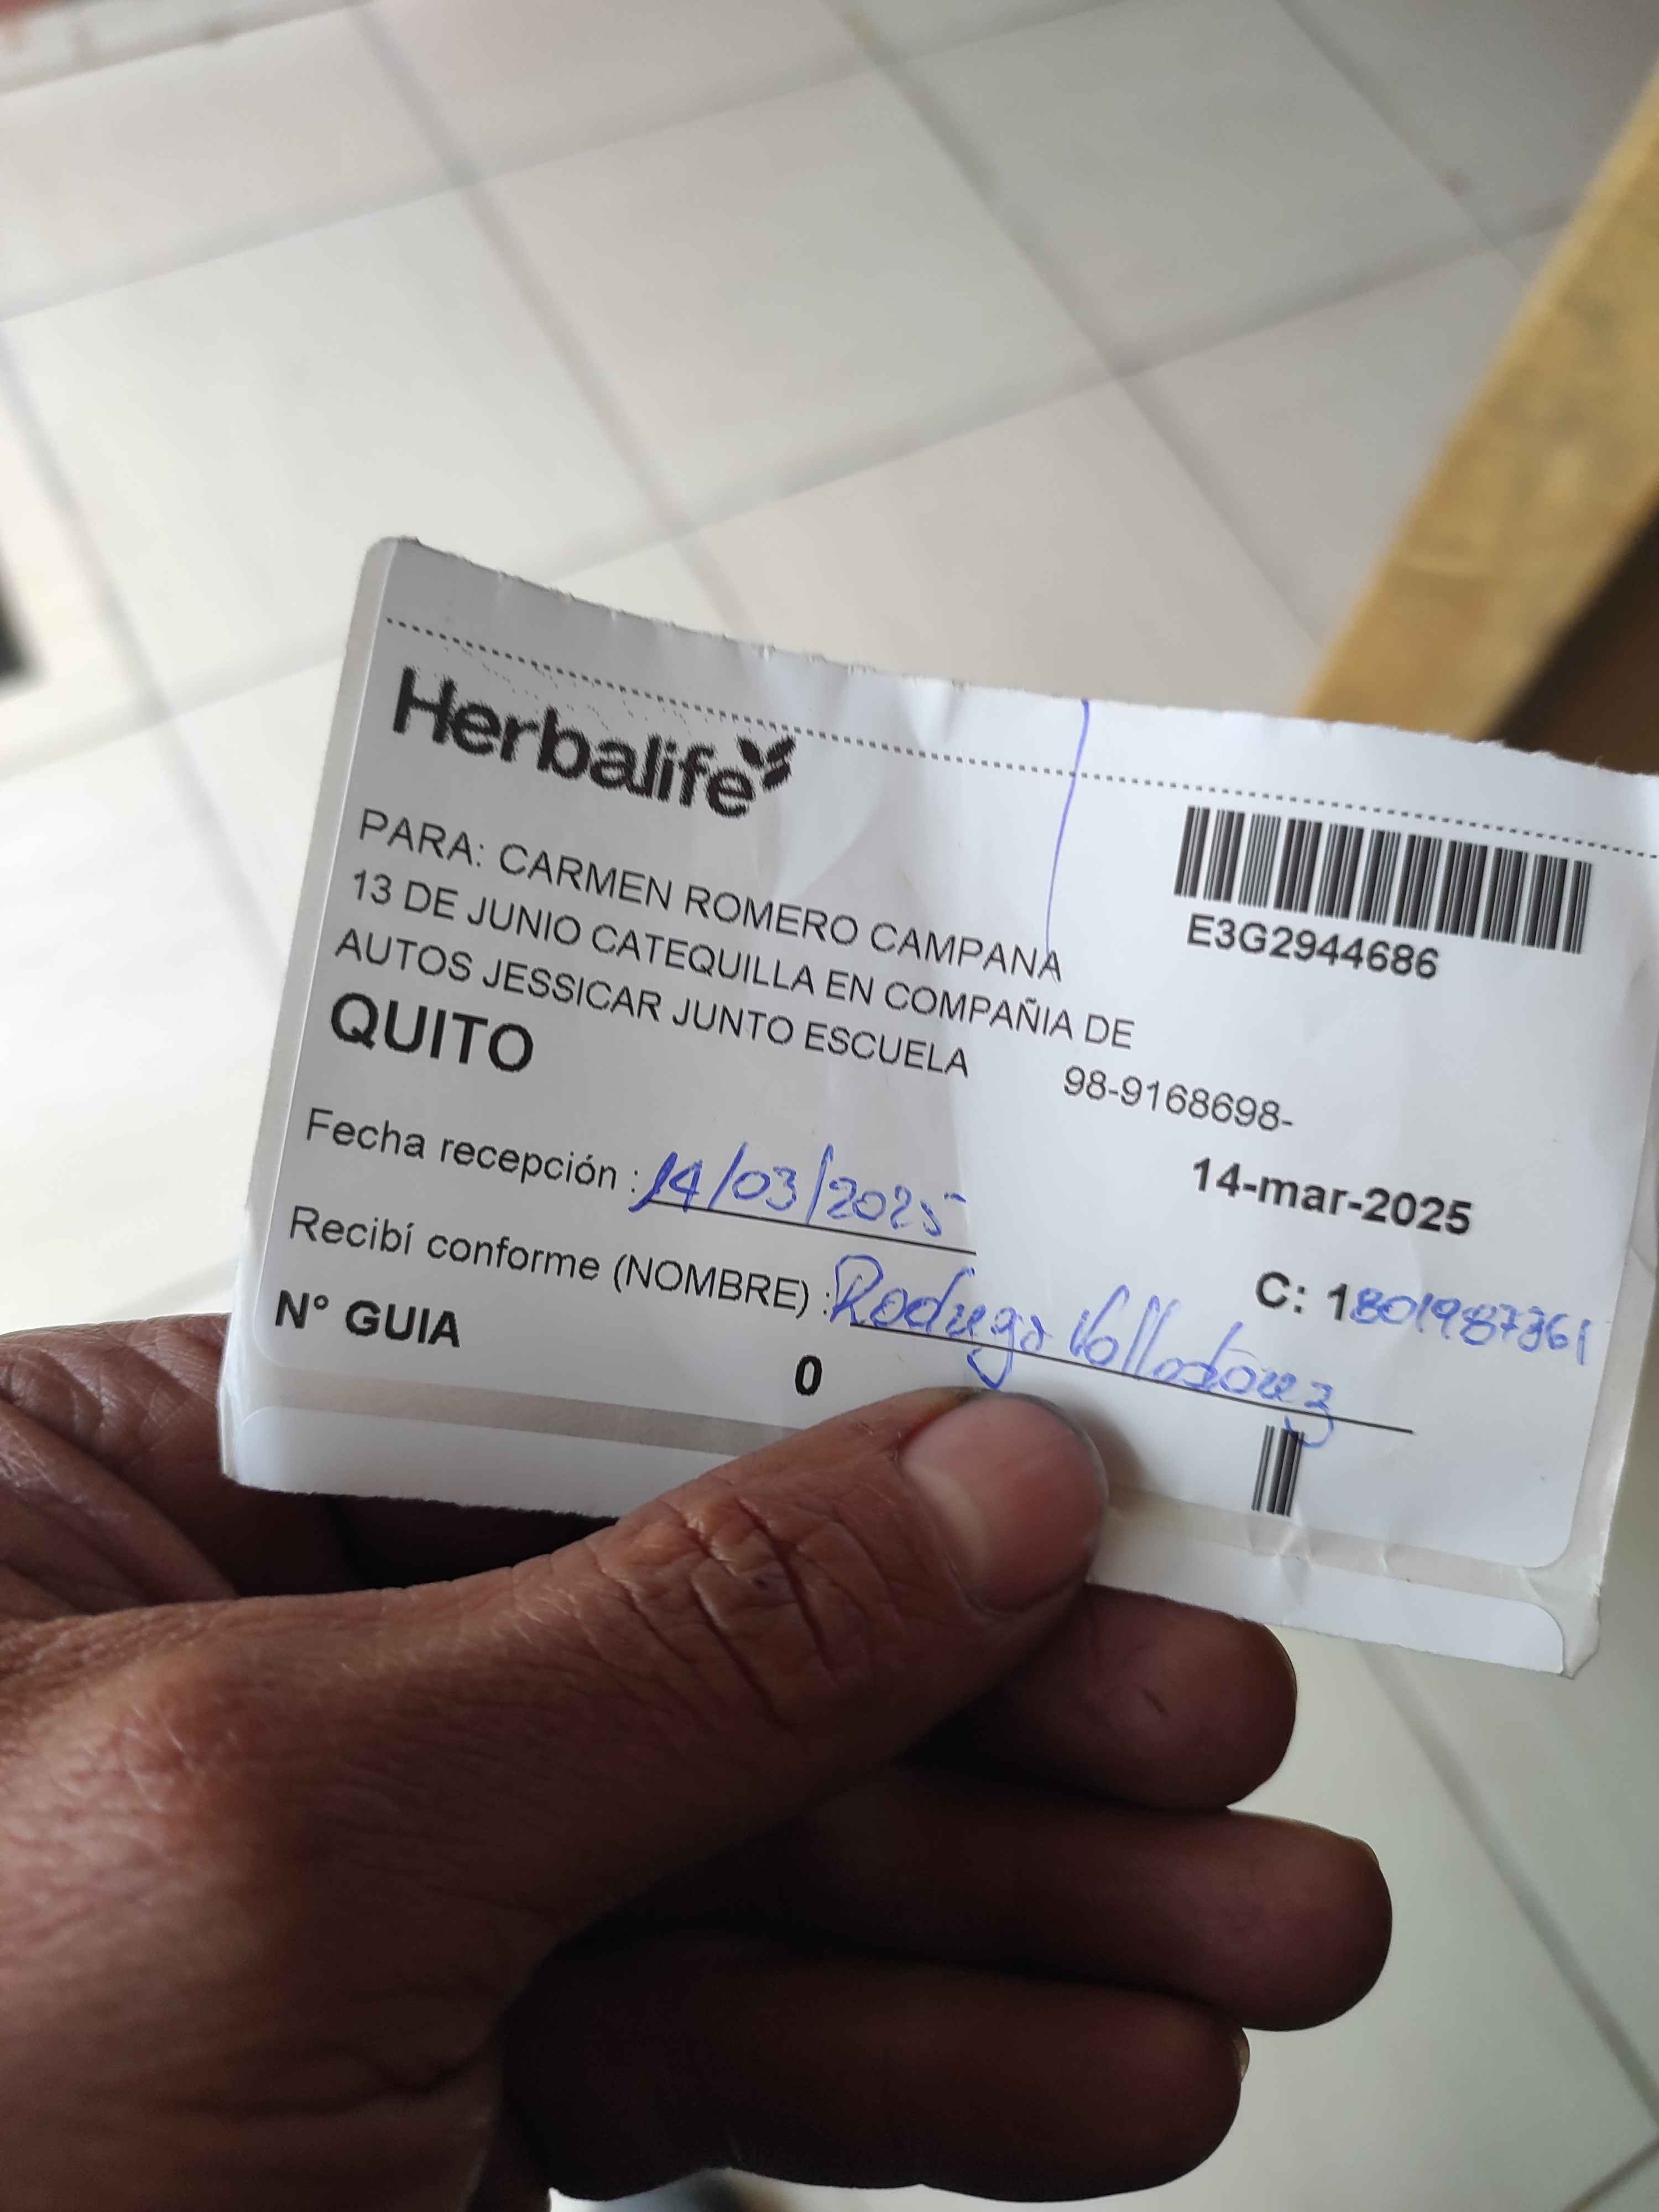 Herbalife
E3G2944686
PARA: CARMEN ROMERO CAMPANA
13 DE JUNIO CATEQUILLA EN COMPAÑIA DE
AUTOS JESSICAR JUNTO ESCUELA
98-9168698-
QUITO
14-mar-2025
Fecha recepción : 14/03/2025
C: 1801987361
Recibí conforme (NOMBRE) : Rodrigo
N° GUIA
0